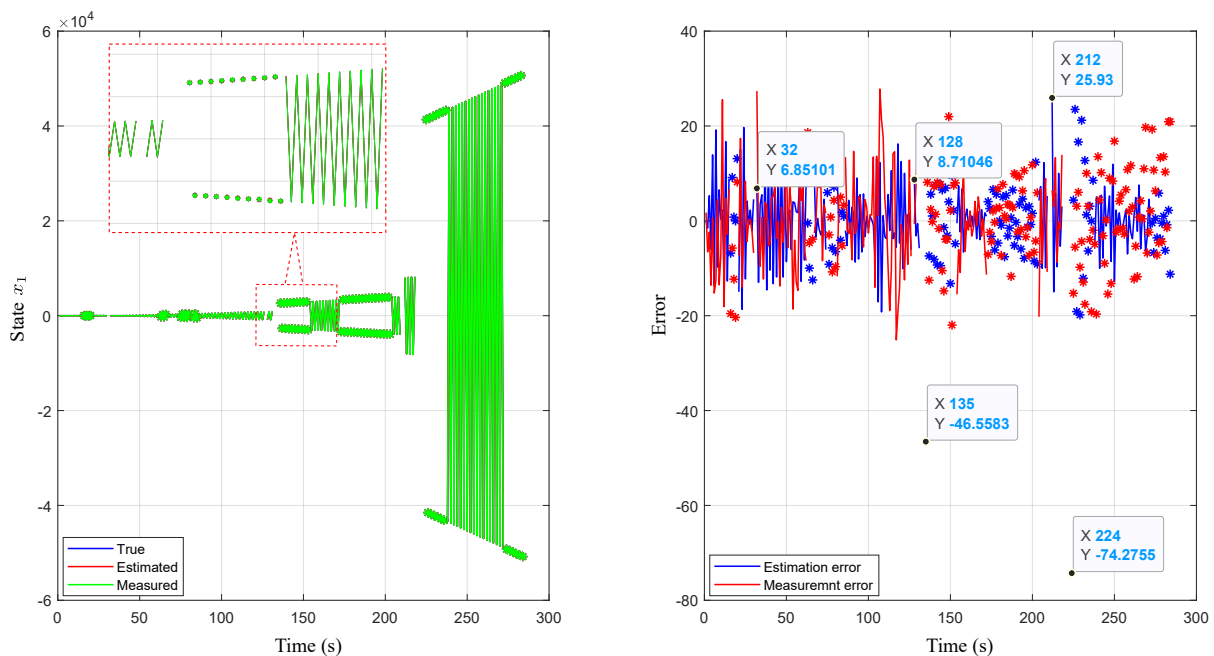 ×10⁴
6
4
2
0
-2
-4
-6
State x₁
0
50
100
150
200
250
300
Time (s)
True
Estimated
Measured
40
20
0
-20
-40
-60
-80
Error
0
50
100
150
200
250
300
Time (s)
X 212
Y 25.93
X 32
Y 6.85101
X 128
Y 8.71046
X 135
Y -46.5583
X 224
Y -74.2755
Estimation error
Measuremnt error